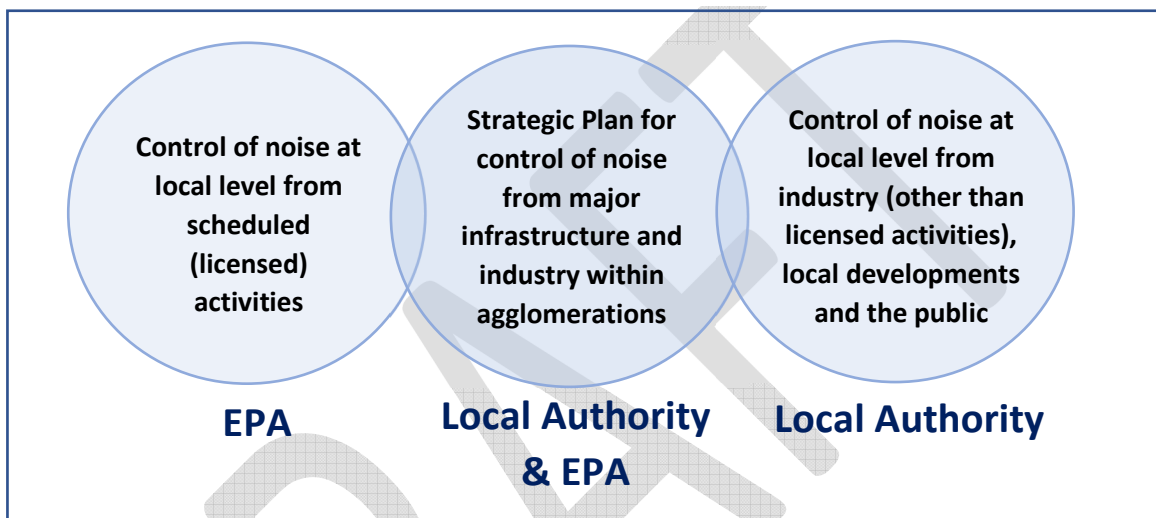 Control of noise at
local level from
scheduled
(licensed)
activities
Strategic Plan for
control of noise
from major
infrastructure and
industry within
agglomerations
Control of noise at
local level from
industry (other than
licensed activities),
local developments
and the public
EPA
Local Authority
& EPA
Local Authority
DRAFT